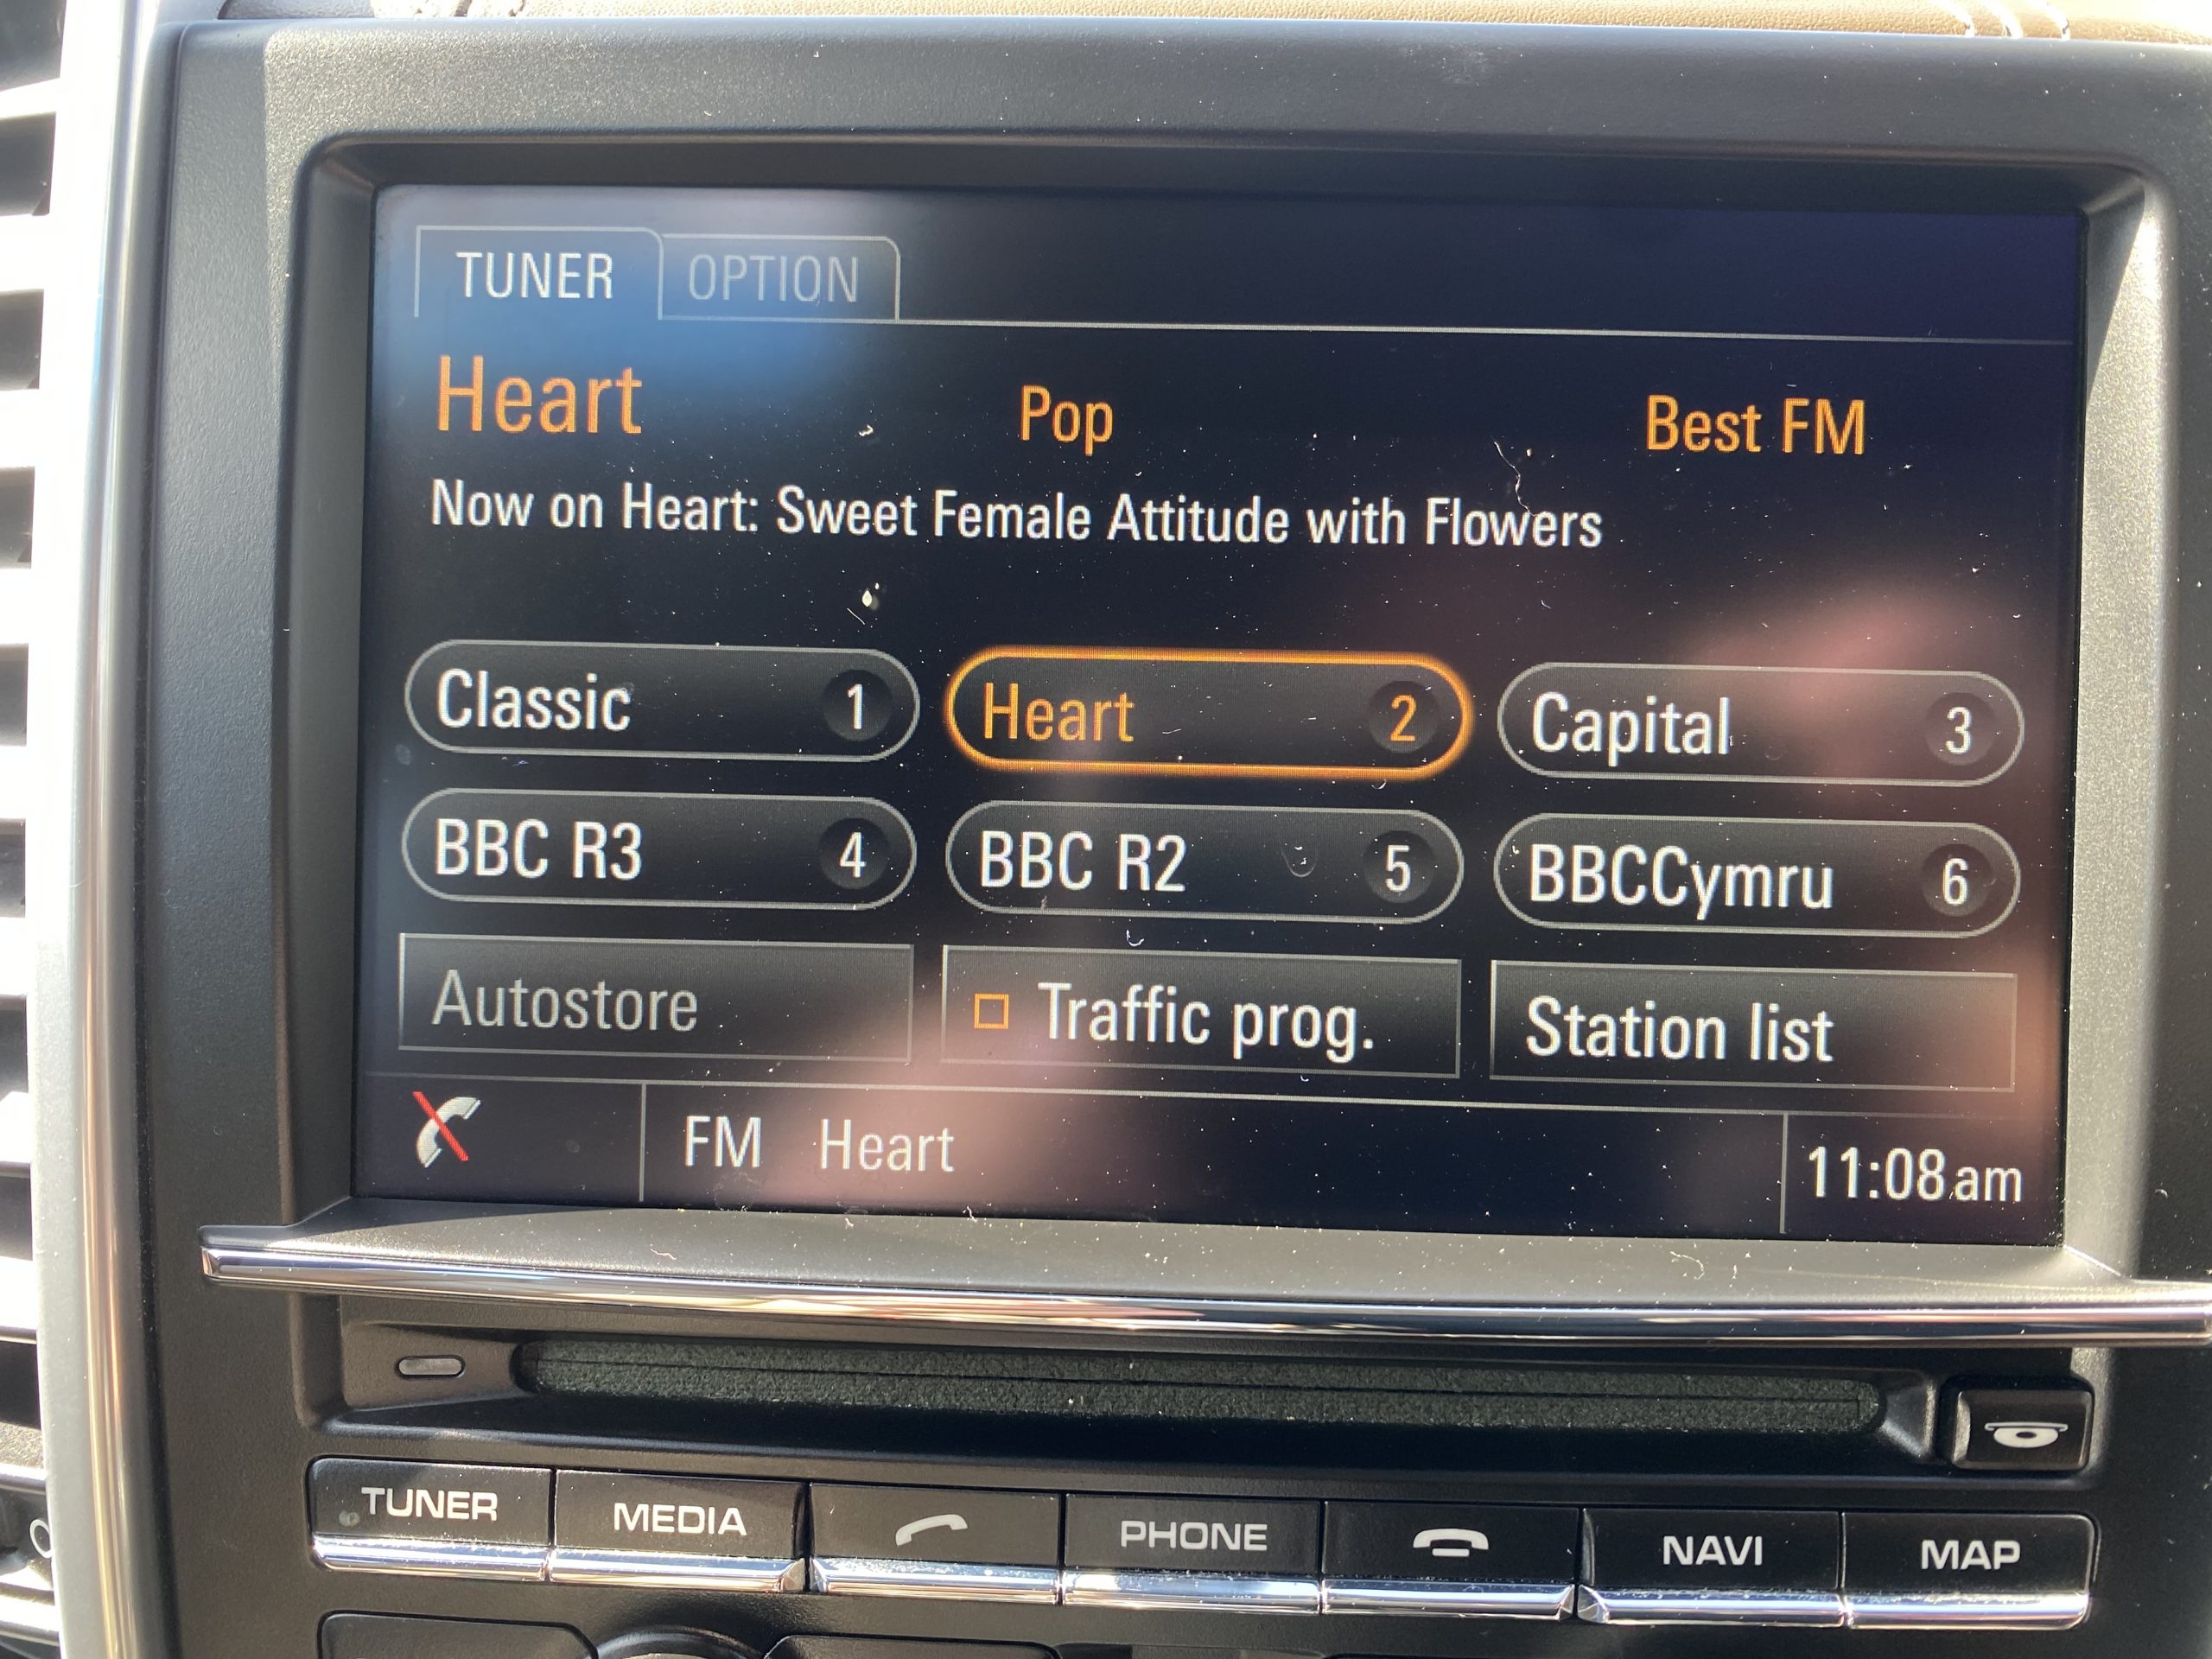 TUNER OPTION
Heart Pop Best FM
Now on Heart: Sweet Female Attitude with Flowers
Classic 1 Heart 2 Capital 3
BBC R3 4 BBC R2 5 BBCCymru 6
Autostore Traffic prog. Station list
FM Heart 11:08am
TUNER MEDIA PHONE NAVI MAP